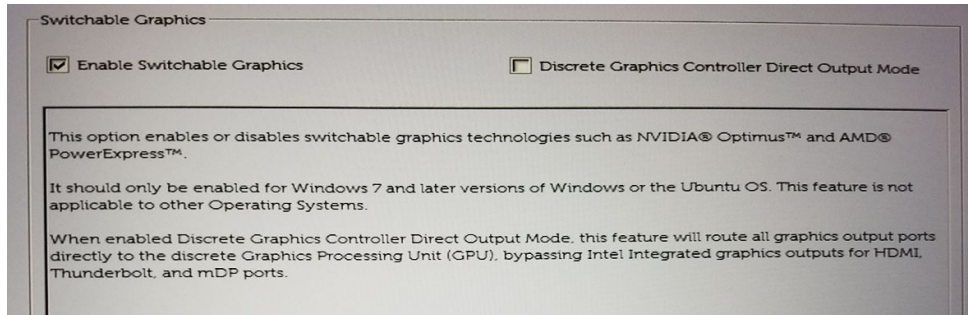 Switchable Graphics
Enable Switchable Graphics
Discrete Graphics Controller Direct Output Mode
This option enables or disables switchable graphics technologies such as NVIDIA® Optimus™ and AMD®
PowerExpress™.
It should only be enabled for Windows 7 and later versions of Windows or the Ubuntu OS. This feature is not
applicable to other Operating Systems.
When enabled Discrete Graphics Controller Direct Output Mode, this feature will route all graphics output ports
directly to the discrete Graphics Processing Unit (GPU), bypassing Intel Integrated graphics outputs for HDMI,
Thunderbolt, and mDP ports.